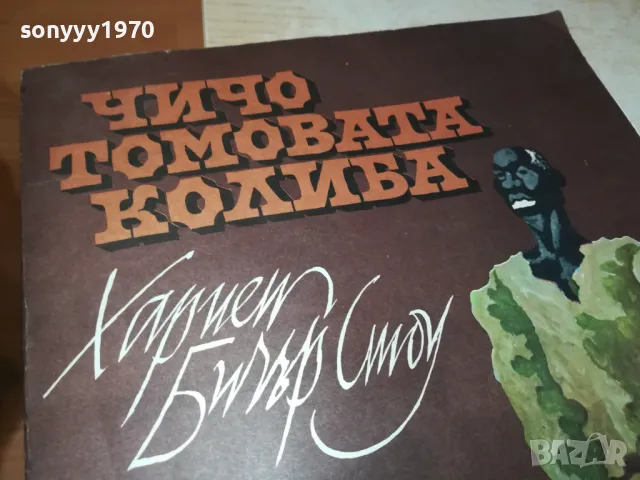 sonyyy1970
ЧИЧО
ТОМОВАТА
КОЛИБА
Хариет
Бичър Стоу
BAZAR